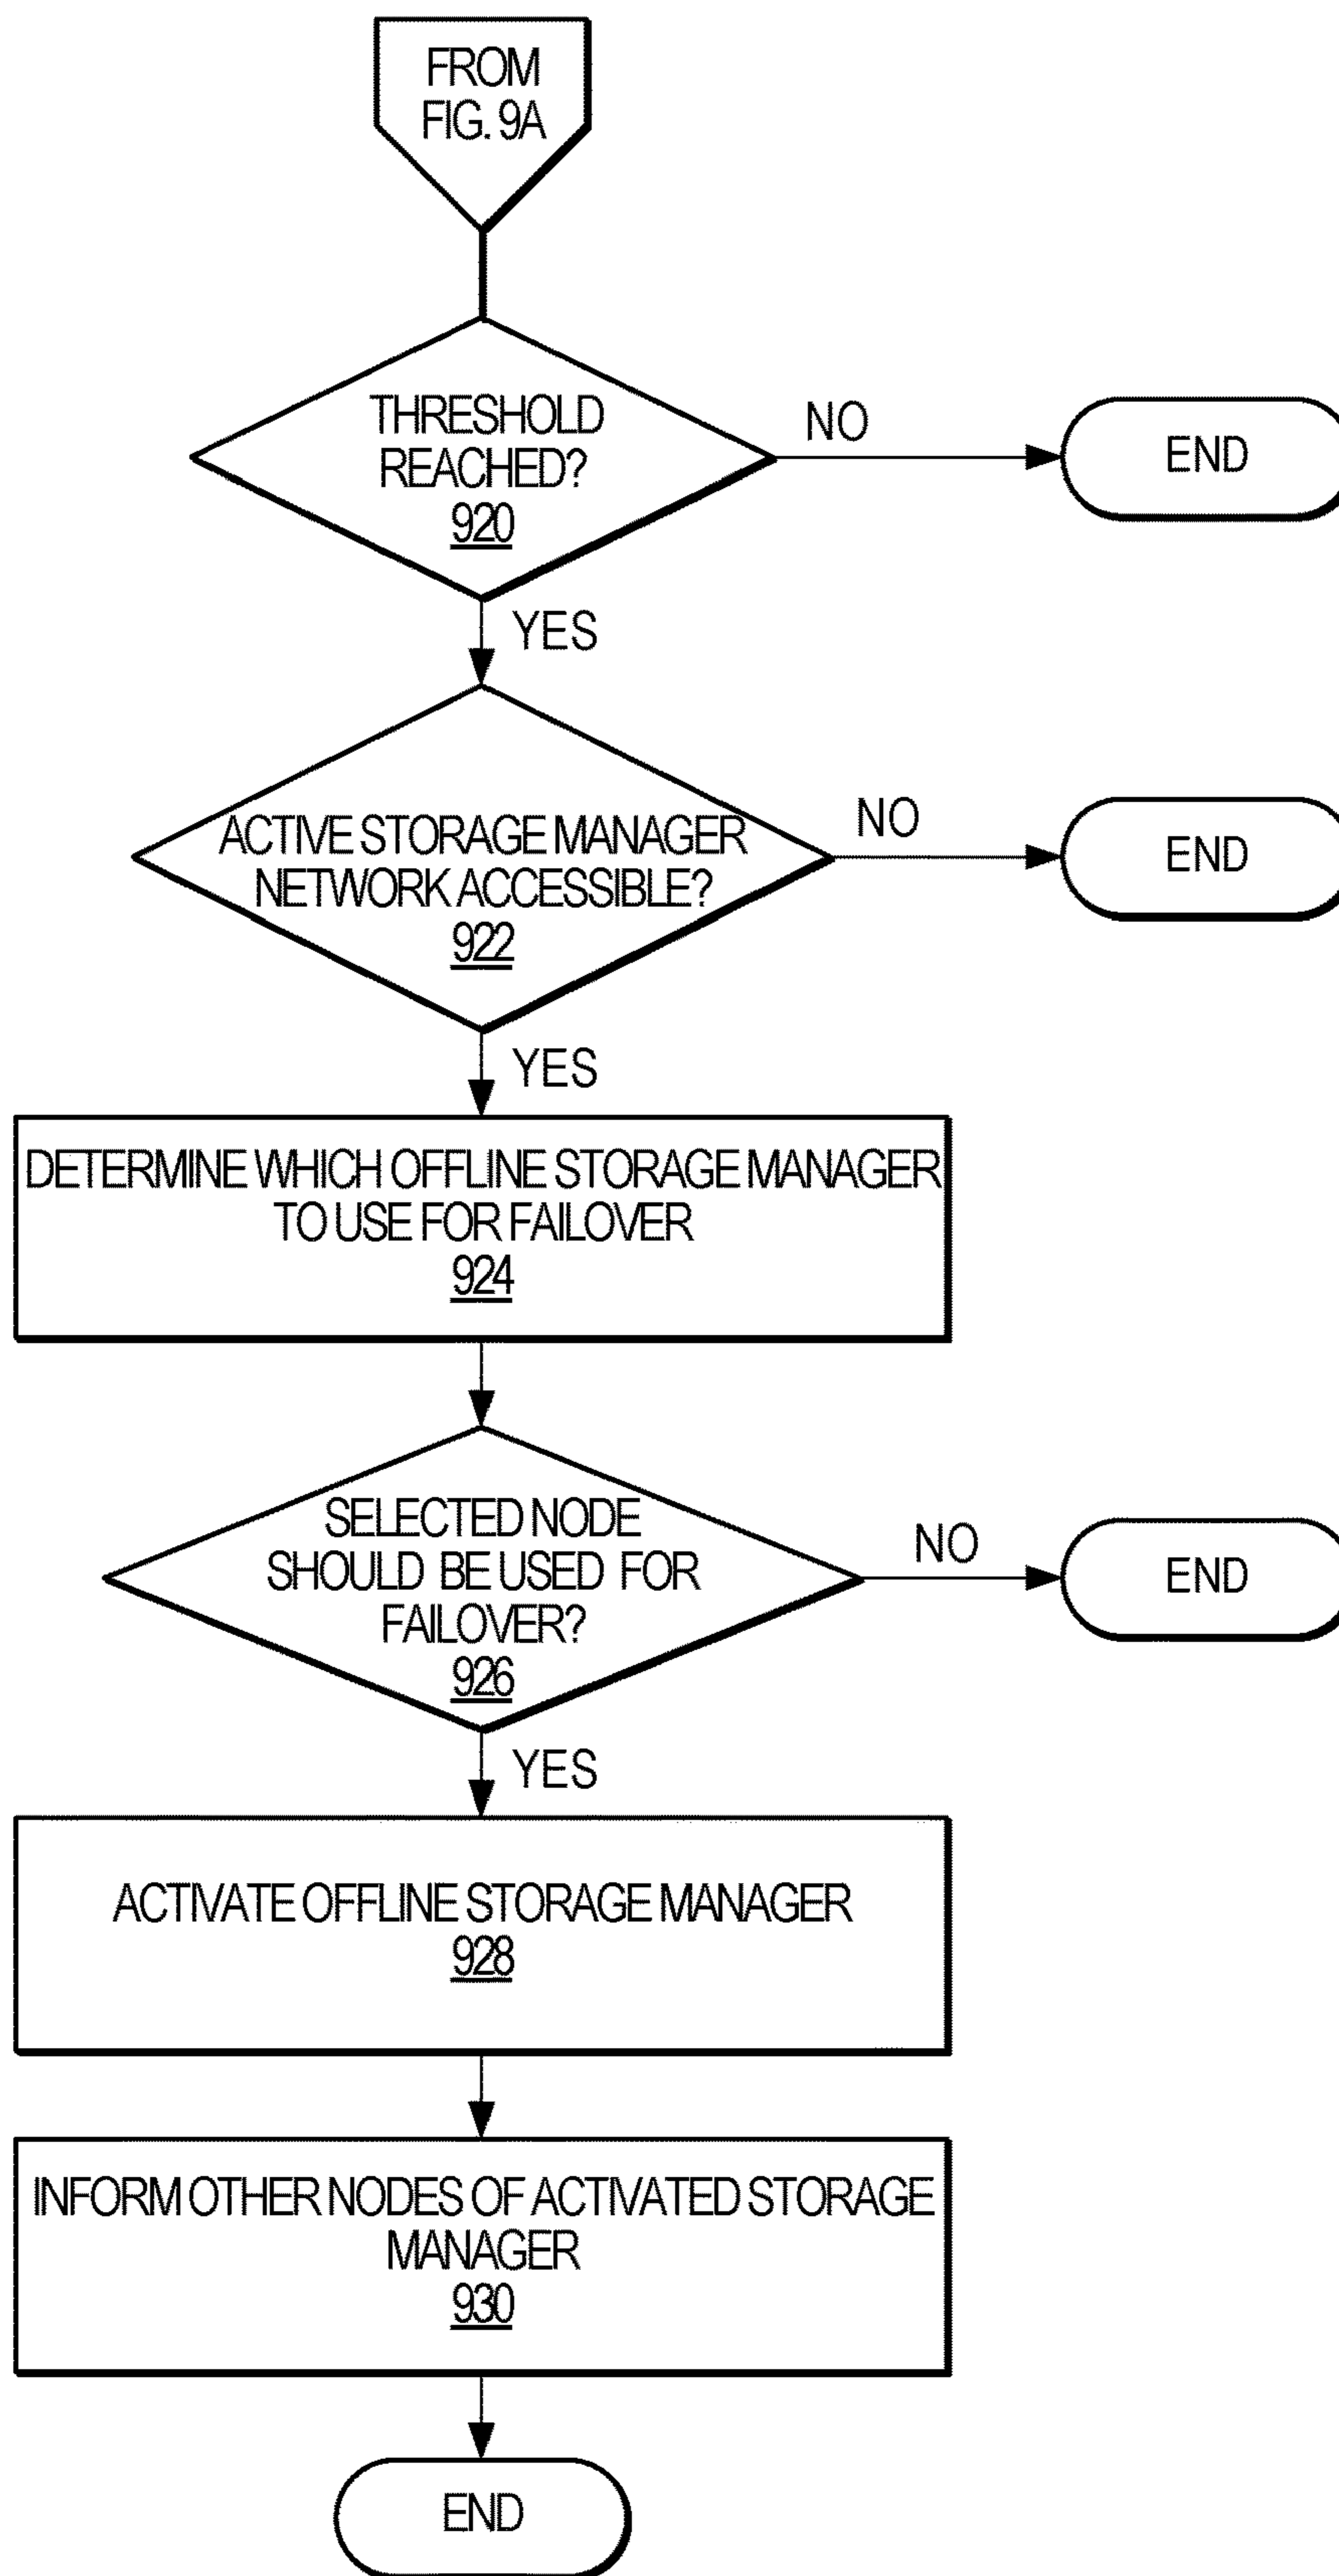 FROM
FIG. 9A
THRESHOLD
REACHED?
920
NO
END
YES
ACTIVE STORAGE MANAGER
NETWORK ACCESSIBLE?
922
NO
END
YES
DETERMINE WHICH OFFLINE STORAGE MANAGER
TO USE FOR FAILOVER
924
SELECTED NODE
SHOULD BE USED FOR
FAILOVER?
926
NO
END
YES
ACTIVATE OFFLINE STORAGE MANAGER
928
INFORM OTHER NODES OF ACTIVATED STORAGE
MANAGER
930
END